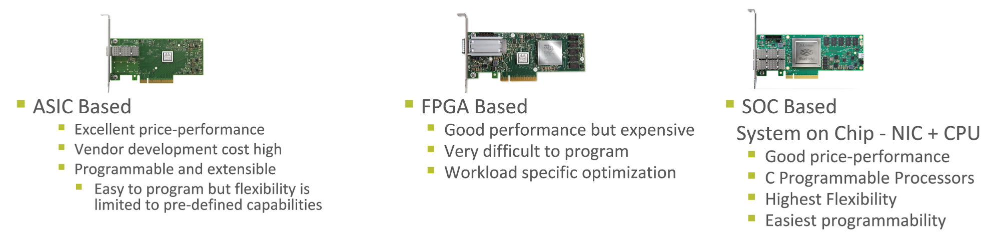 ASIC Based
Excellent price-performance
Vendor development cost high
Programmable and extensible
Easy to program but flexibility is
limited to pre-defined capabilities
KINTEX
FPGA Based
Good performance but expensive
Very difficult to program
Workload specific optimization
BlueField
SOC Based
System on Chip - NIC + CPU
Good price-performance
C Programmable Processors
Highest Flexibility
Easiest programmability